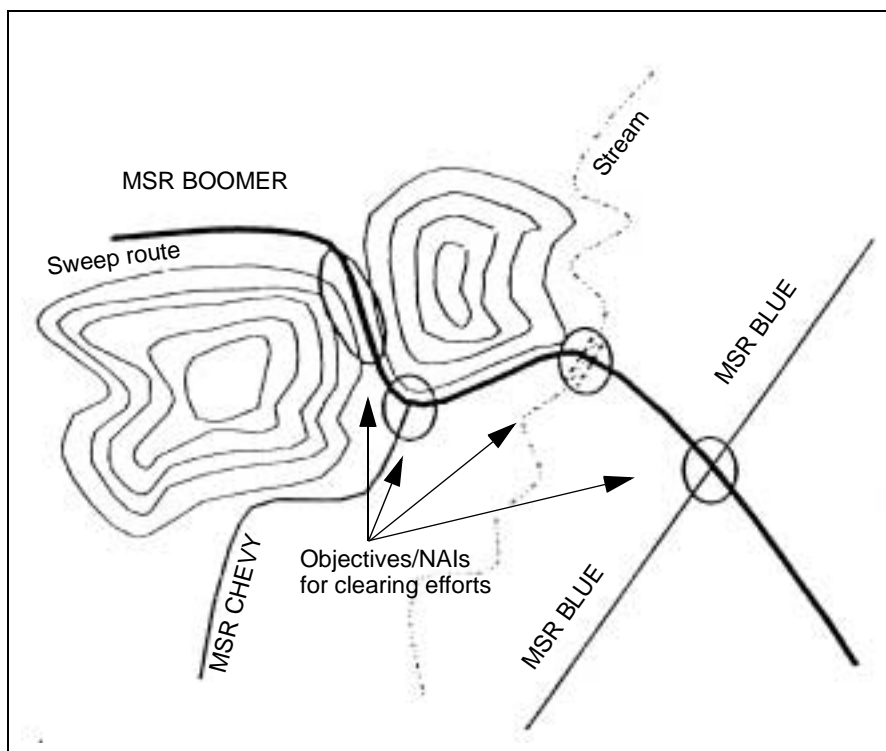 Stream
MSR BOOMER
Sweep route
MSR BLUE
Objectives/NAIs
for clearing efforts
MSR CHEVY
MSR BLUE